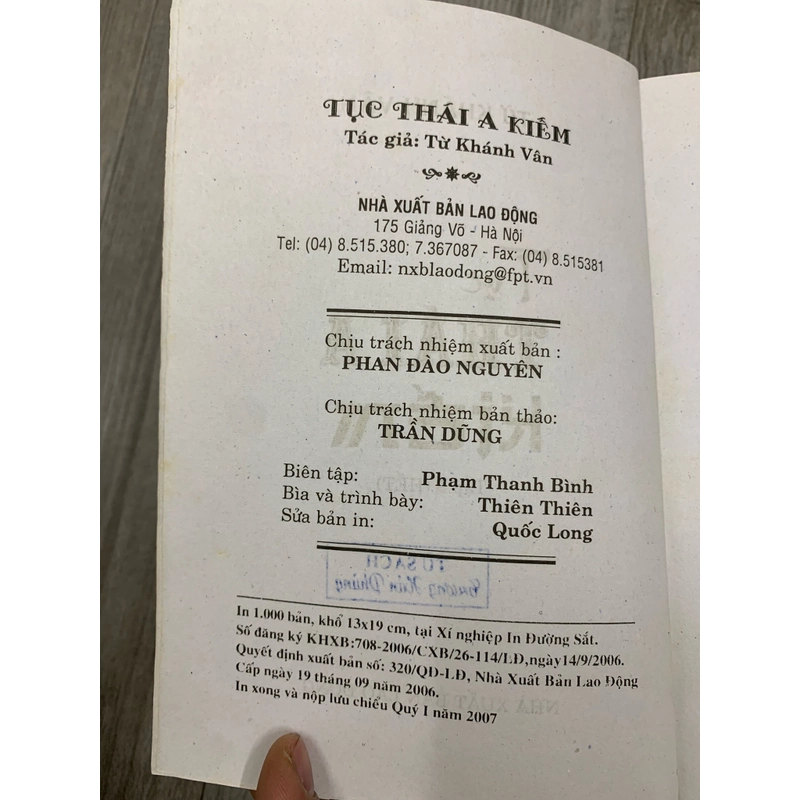 TỤC THÁI A KIẾM
Tác giả: Từ Khánh Vân
NHÀ XUẤT BẢN LAO ĐỘNG
175 Giảng Võ - Hà Nội
Tel: (04) 8.515.380; 7.367087 - Fax: (04) 8.515381
Email: nxblaodong@fpt.vn
Chịu trách nhiệm xuất bản :
PHAN ĐÀO NGUYÊN
Chịu trách nhiệm bản thảo:
TRẦN DŨNG
Biên tập: Phạm Thanh Bình
Bìa và trình bày: Thiên Thiên
Sửa bản in: Quốc Long
TỦ SÁCH
In 1.000 bản, khổ 13x19 cm, tại Xí nghiệp In Đường Sắt.
Số đăng ký KHXB:708-2006/CXB/26-114/LĐ,ngày14/9/2006.
Quyết định xuất bản số: 320/QĐ-LĐ, Nhà Xuất Bản Lao Động
Cấp ngày 19 tháng 09 năm 2006.
In xong và nộp lưu chiểu Quý I năm 2007